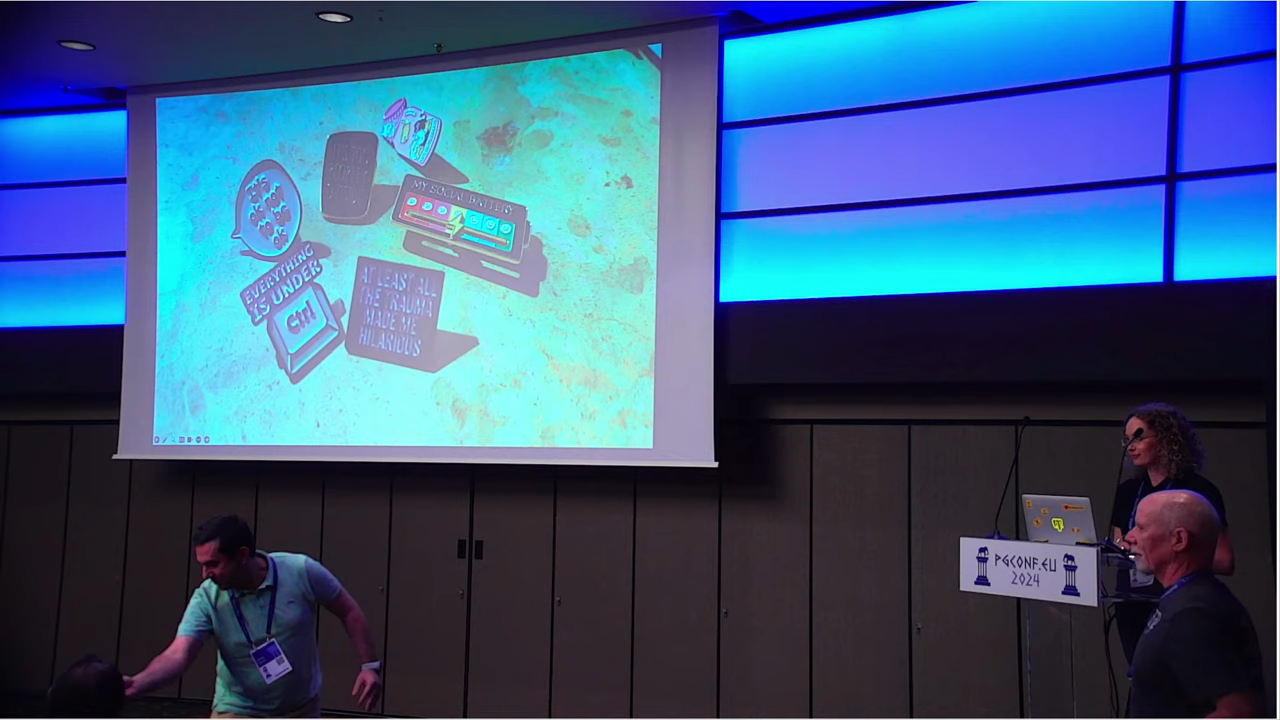 MY SOCIAL BATTERY
EVERYTHING
IS UNDER
Ctrl
AT LEAST ALL
THE TRAUMA
MADE ME
HILARIOUS
PGCONF.EU
2024